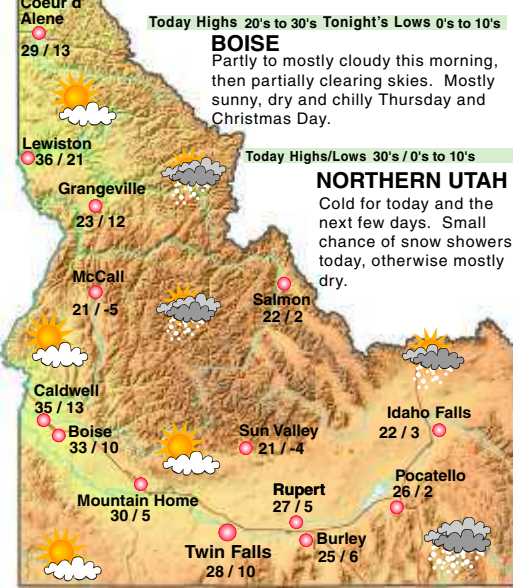 Coeur d'
Alene
29 / 13
Today Highs 20's to 30's Tonight's Lows 0's to 10's
BOISE
Partly to mostly cloudy this morning,
then partially clearing skies. Mostly
sunny, dry and chilly Thursday and
Christmas Day.
Lewiston
36 / 21
Today Highs/Lows 30's / 0's to 10's
NORTHERN UTAH
Cold for today and the
next few days. Small
chance of snow showers
today, otherwise mostly
dry.
Grangeville
23 / 12
McCall
21 / -5
Salmon
22 / 2
Caldwell
35 / 13
Boise
33 / 10
Sun Valley
21 / -4
Idaho Falls
22 / 3
Mountain Home
30 / 5
Rupert
27 / 5
Pocatello
26 / 2
Twin Falls
28 / 10
Burley
25 / 6